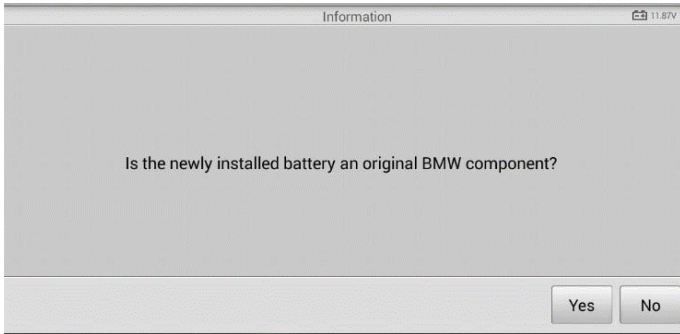 Information
11.87V
Is the newly installed battery an original BMW component?
Yes
No